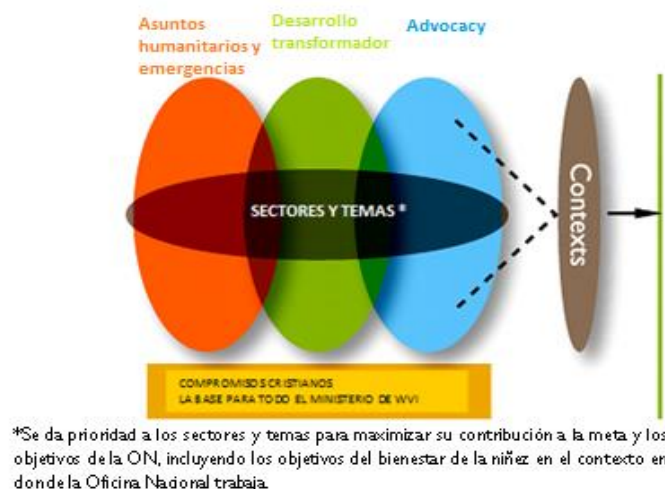 Asuntos
humanitarios y
emergencias
Desarrollo
transformador
Advocacy
SECTORES Y TEMAS *
Contexts
COMPROMISOS CRISTIANOS
LA BASE PARA TODO EL MINISTERIO DE WVI
*Se da prioridad a los sectores y temas para maximizar su contribución a la meta y los
objetivos de la ON, incluyendo los objetivos del bienestar de la niñez en el contexto en
donde la Oficina Nacional trabaja.